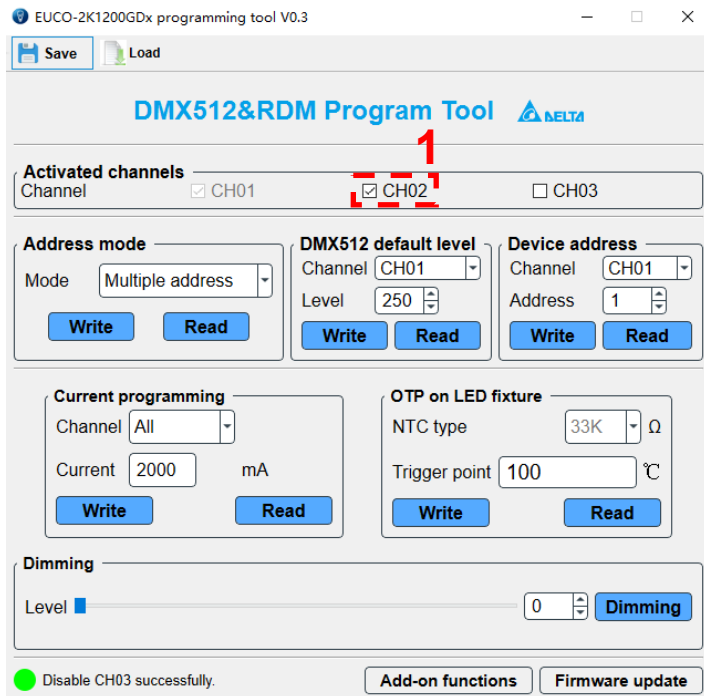 EUCO-2K1200GDx programming tool V0.3
Save Load
DMX512&RDM Program Tool DELTA
1
Activated channels
Channel CH01 CH02 CH03
Address mode
Mode Multiple address
Write Read
DMX512 default level
Channel CH01
Level 250
Write Read
Device address
Channel CH01
Address 1
Write Read
Current programming
Channel All
Current 2000 mA
Write Read
OTP on LED fixture
NTC type 33K Ω
Trigger point 100 ℃
Write Read
Dimming
Level 0 Dimming
Disable CH03 successfully. Add-on functions Firmware update